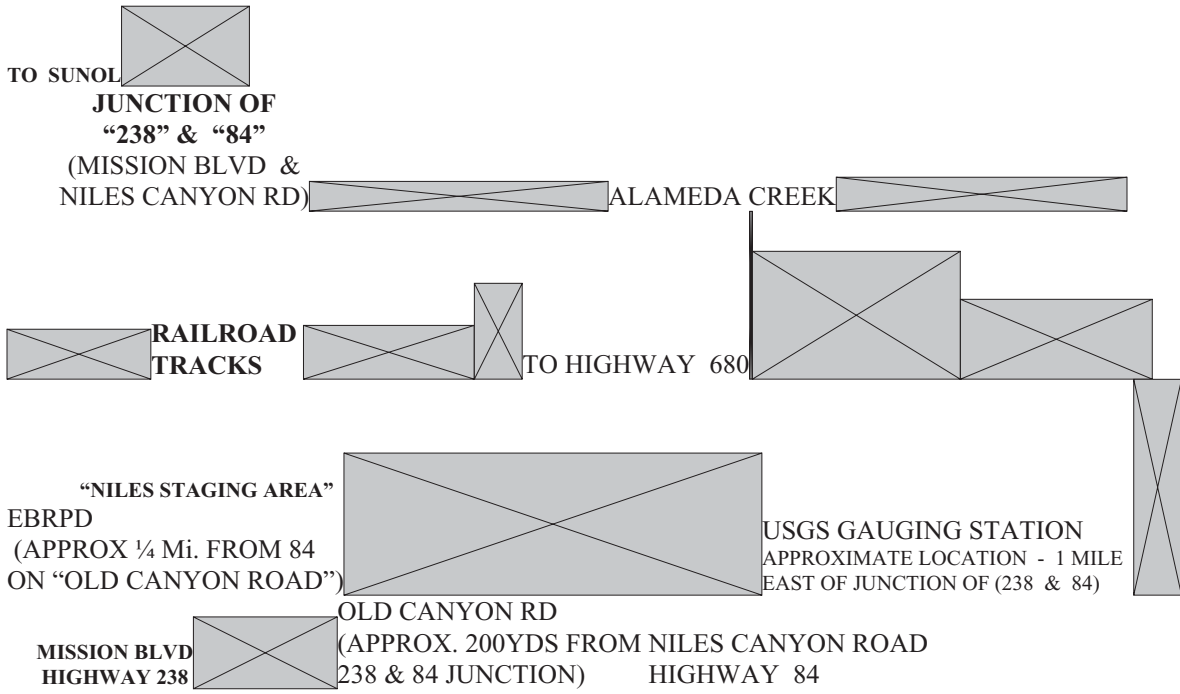 TO SUNOL
JUNCTION OF
“238” & “84”
(MISSION BLVD &
NILES CANYON RD)
ALAMEDA CREEK
RAILROAD
TRACKS
TO HIGHWAY 680
“NILES STAGING AREA”
EBRPD
(APPROX ¼ Mi. FROM 84
ON “OLD CANYON ROAD”)
USGS GAUGING STATION
APPROXIMATE LOCATION - 1 MILE
EAST OF JUNCTION OF (238 & 84)
MISSION BLVD
HIGHWAY 238
OLD CANYON RD
(APPROX. 200YDS FROM
238 & 84 JUNCTION)
NILES CANYON ROAD
HIGHWAY 84